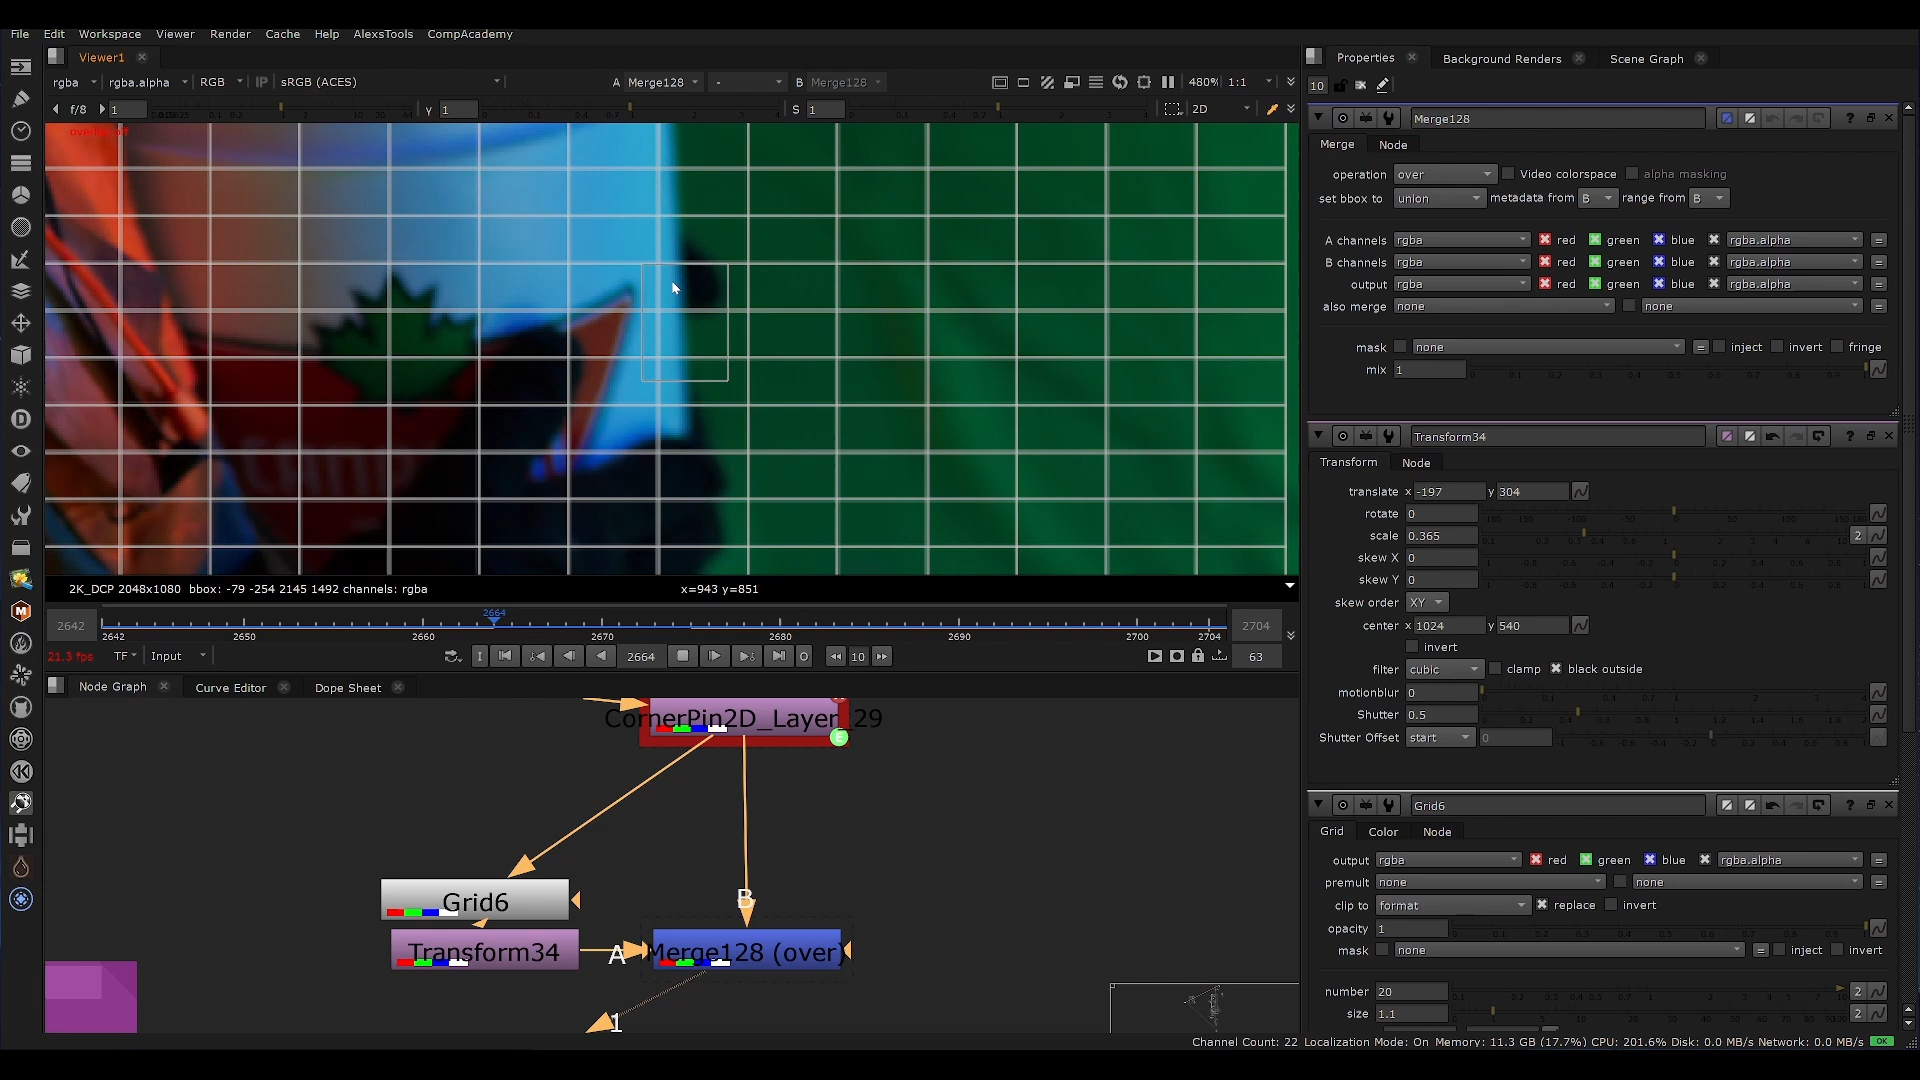 File Edit Workspace Viewer Render Cache Help AlexsTools CompAcademy
Viewer1
rgba rgba.alpha RGB IP sRGB (ACES) A Merge128 - B Merge128 480% 1:1
f/8 1 Y 1 S 1 2D
2K_DCP 2048x1080 bbox: -79 -254 2145 1492 channels: rgba x=943 y=851
2642 2664 2704
2642 2650 2660 2670 2680 2690 2700 2704
21.3 fps TF Input I 2664 O 10 63
Node Graph Curve Editor Dope Sheet
CornerPin2D_Layer_29
E
Grid6
B
Transform34
A
Merge128 (over)
1
Properties Background Renders Scene Graph
10
Merge128
Merge Node
operation over Video colorspace alpha masking
set bbox to union metadata from B range from B
A channels rgba red green blue rgba.alpha =
B channels rgba red green blue rgba.alpha =
output rgba red green blue rgba.alpha =
also merge none none =
mask none = inject invert fringe
mix 1
Transform34
Transform Node
translate x -197 y 304
rotate 0
scale 0.365 2
skew X 0
skew Y 0
skew order XY
center x 1024 y 540
invert
filter cubic clamp black outside
motionblur 0
Shutter 0.5
Shutter Offset start 0
Grid6
Grid Color Node
output rgba red green blue rgba.alpha =
premult none none =
clip to format replace invert
opacity 1
mask none = inject invert
number 20 2
size 1.1 2
Channel Count: 22 Localization Mode: On Memory: 11.3 GB (17.7%) CPU: 201.6% Disk: 0.0 MB/s Network: 0.0 MB/s OK